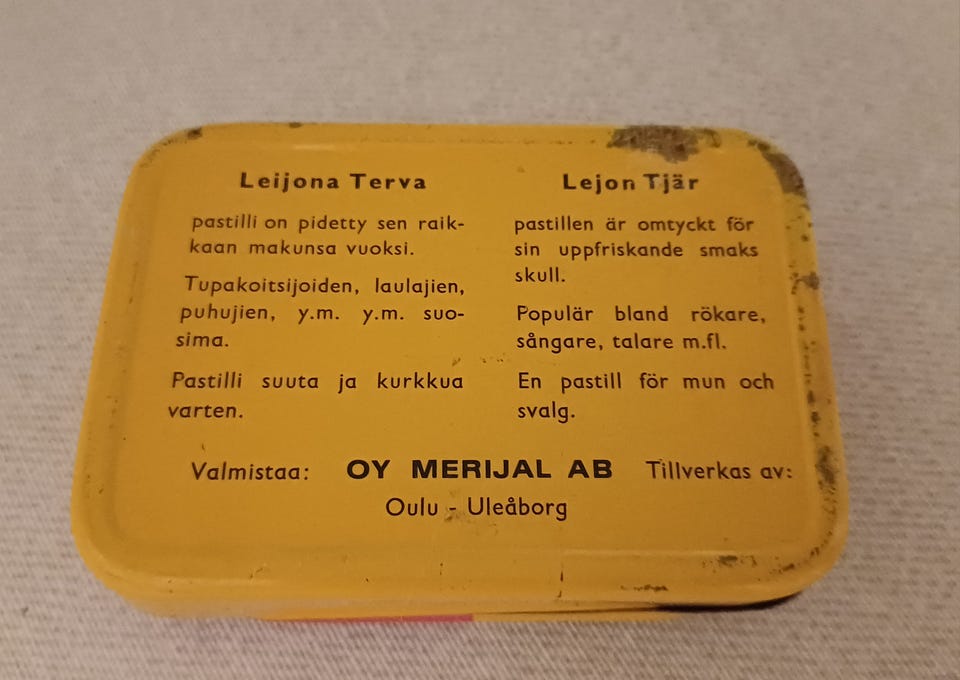 Leijona Terva
pastilli on pidetty sen raik-
kaan makunsa vuoksi.
Tupakoitsijoiden, laulajien,
puhujien, y.m. y.m. suo-
sima.
Pastilli suuta ja kurkkua
varten.
Lejon Tjär
pastillen är omtyckt för
sin uppfriskande smaks
skull.
Populär bland rökare,
sångare, talare m.fl.
En pastill för mun och
svalg.
Valmistaa: OY MERIJAL AB Tillverkas av:
Oulu - Uleåborg